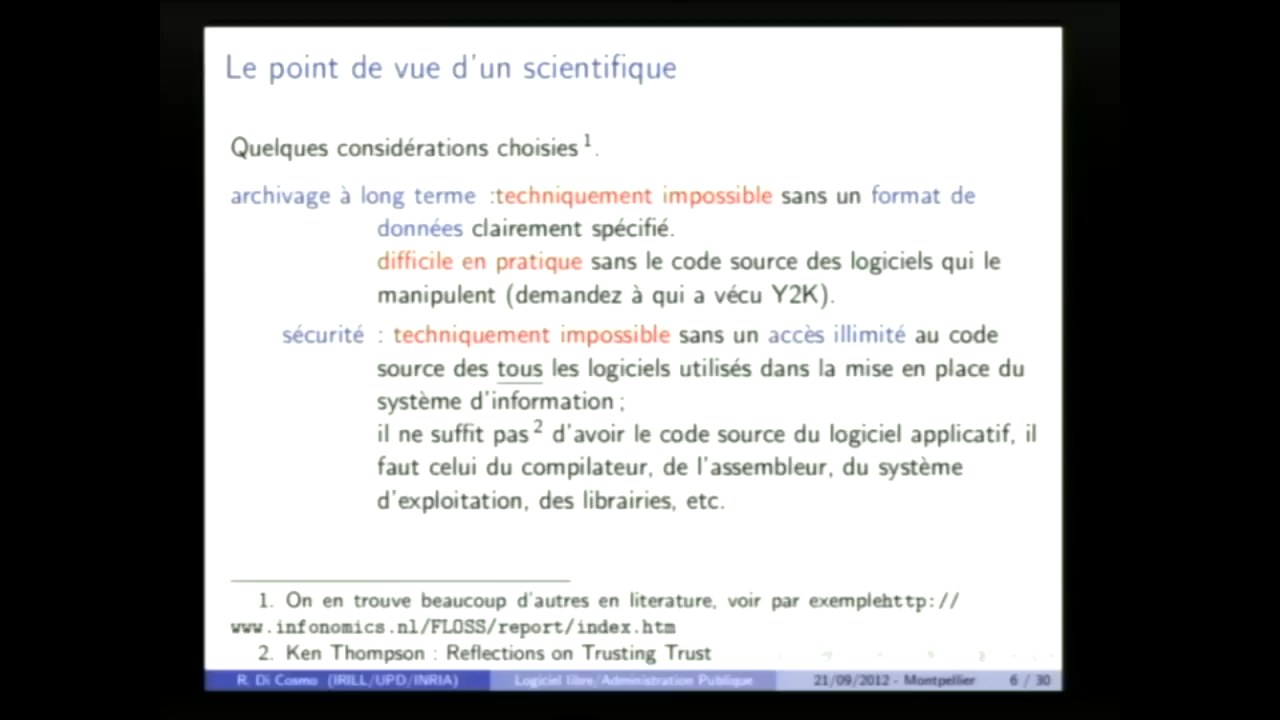 Le point de vue d'un scientifique
Quelques considérations choisies 1.
archivage à long terme :techniquement impossible sans un format de
données clairement spécifié.
difficile en pratique sans le code source des logiciels qui le
manipulent (demandez à qui a vécu Y2K).
sécurité : techniquement impossible sans un accès illimité au code
source des tous les logiciels utilisés dans la mise en place du
système d'information ;
il ne suffit pas 2 d'avoir le code source du logiciel applicatif, il
faut celui du compilateur, de l'assembleur, du système
d'exploitation, des librairies, etc.
1. On en trouve beaucoup d'autres en literature, voir par exemplehttp://
www.infonomics.nl/FLOSS/report/index.htm
2. Ken Thompson : Reflections on Trusting Trust
R. Di Cosmo (IRILL/UPD/INRIA) Logiciel libre/Administration Publique 21/09/2012 - Montpellier 6 / 30